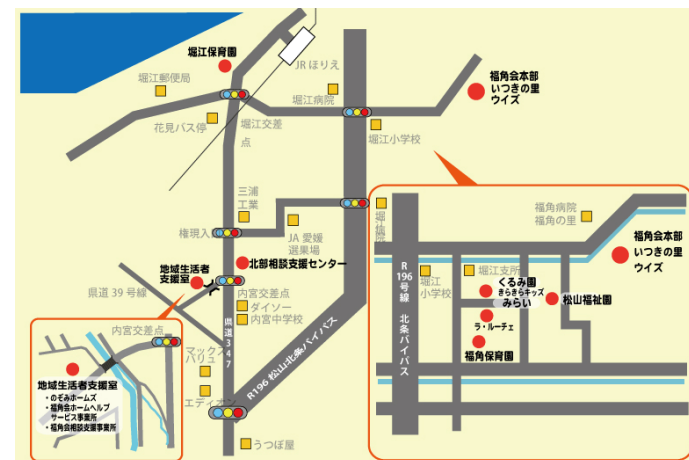 堀江保育園
JRほりえ
堀江郵便局
堀江病院
花見バス停
堀江交差
点
堀江小学校
福角会本部
いつきの里
ウイズ
三浦
工業
権現入
JA愛媛
選果場
堀江病院
北部相談支援センター
地域生活者
支援室
県道39号線
内宮交差点
ダイソー
内宮中学校
県道347
R196 松山北条バイパス
マックス
バリュ
エディオン
うつぼ屋
内宮交差点
地域生活者支援室
・のぞみホームズ
・福角会ホームヘルプ
サービス事業所
・福角会相談支援事業所
R196号線 北条バイパス
福角病院
福角の里
福角会本部
いつきの里
ウイズ
堀江
小学校
堀江支所
くるみ園
きらきらキッズ
みらい
松山福祉園
ラ・ルーチェ
福角保育園